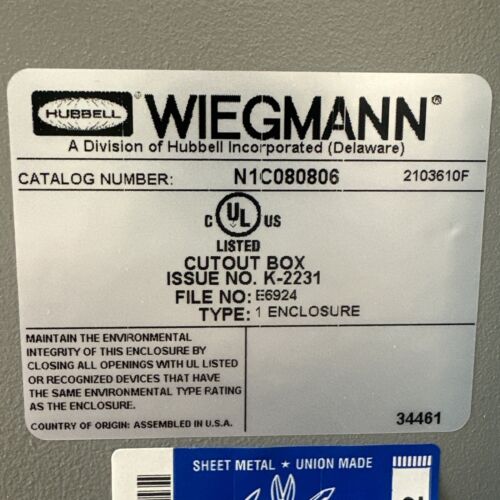 HUBBELL
WIEGMANN®
A Division of Hubbell Incorporated (Delaware)
CATALOG NUMBER: N1C080806 2103610F
C UL US
LISTED
CUTOUT BOX
ISSUE NO. K-2231
FILE NO: E6924
TYPE: 1 ENCLOSURE
MAINTAIN THE ENVIRONMENTAL
INTEGRITY OF THIS ENCLOSURE BY
CLOSING ALL OPENINGS WITH UL LISTED
OR RECOGNIZED DEVICES THAT HAVE
THE SAME ENVIRONMENTAL TYPE RATING
AS THE ENCLOSURE.
COUNTRY OF ORIGIN: ASSEMBLED IN U.S.A.
34461
SHEET METAL ★ UNION MADE